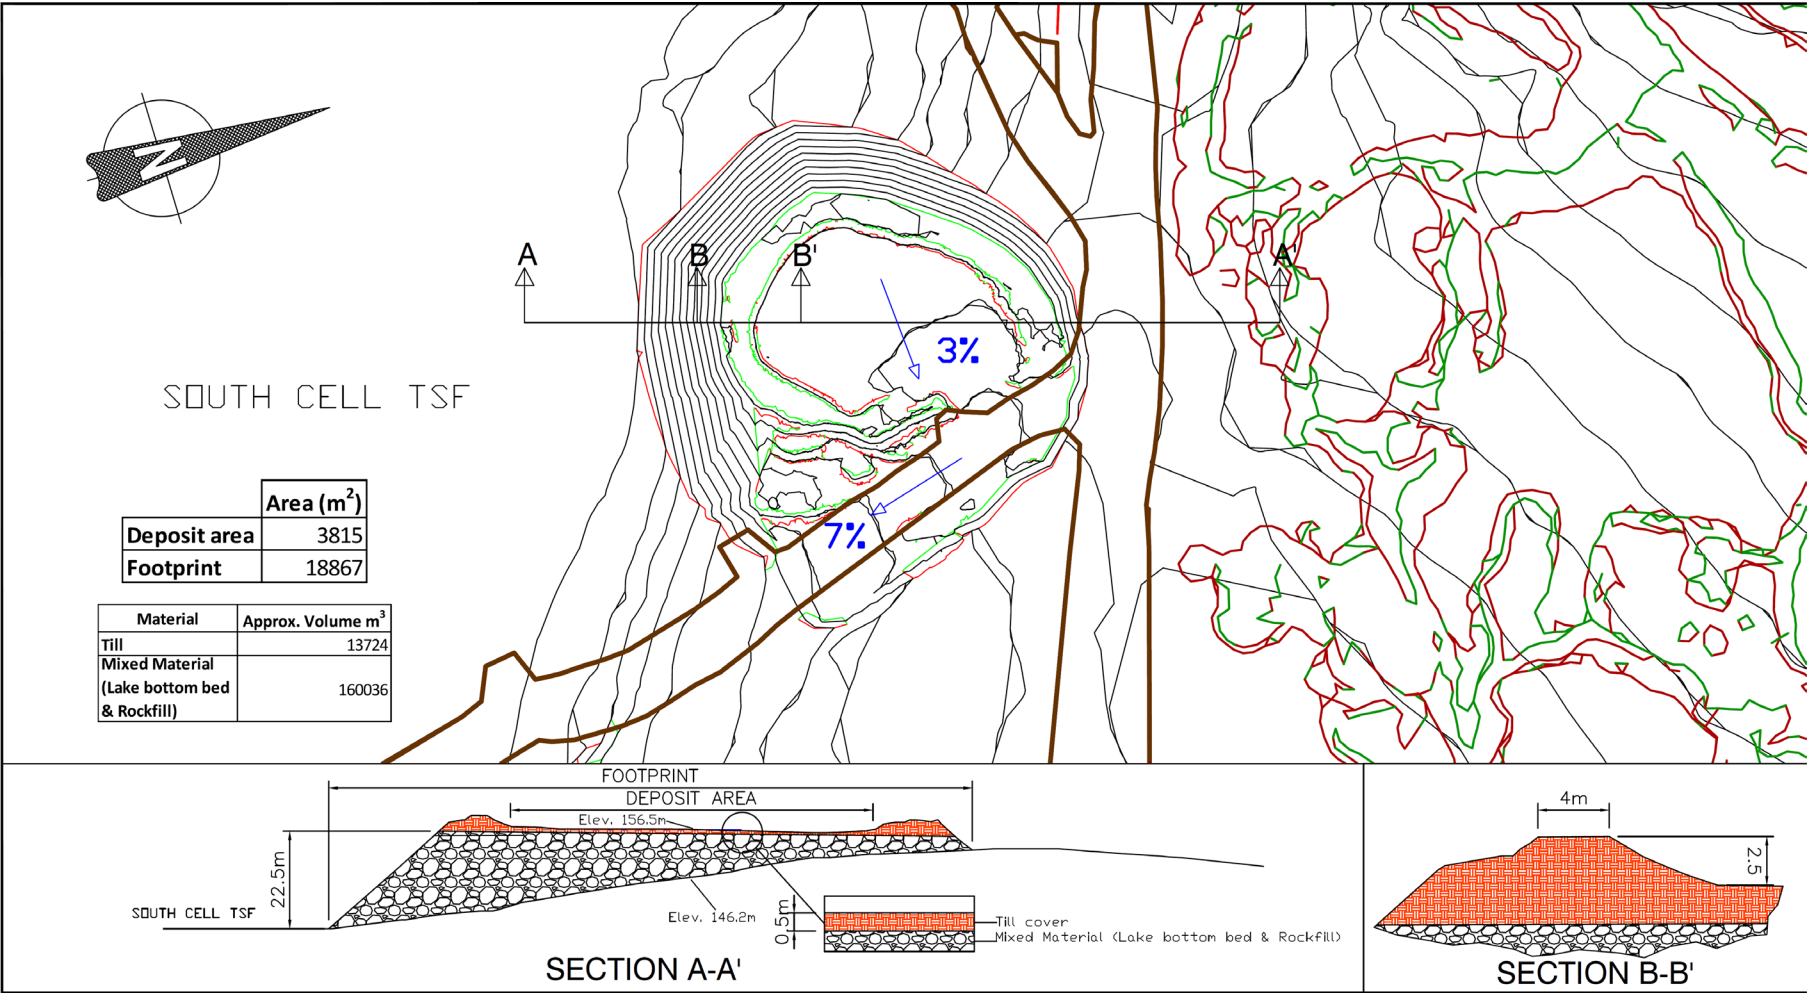 N
A
B
B'
A'
3%
SOUTH CELL TSF
7%
Area (m²)
Deposit area 3815
Footprint 18867
Material Approx. Volume m³
Till 13724
Mixed Material
(Lake bottom bed
& Rockfill) 160036
FOOTPRINT
DEPOSIT AREA
Elev. 156.5m
22.5m
SOUTH CELL TSF
Elev. 146.2m
0.5m
Till cover
Mixed Material (Lake bottom bed & Rockfill)
SECTION A-A'
4m
2.5
SECTION B-B'